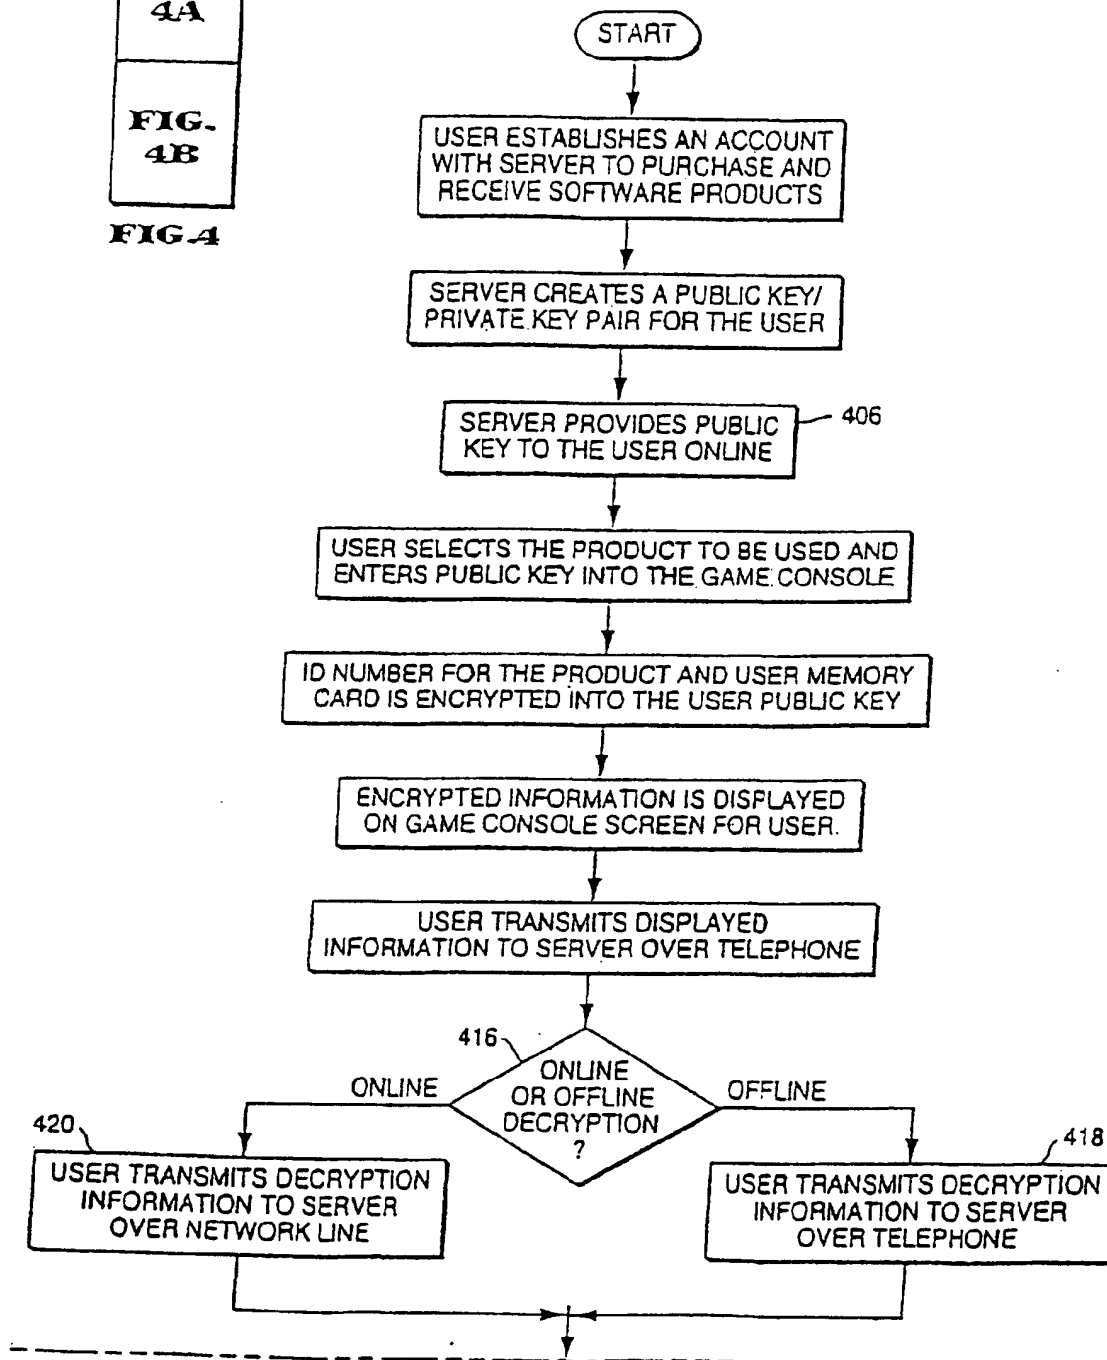 4A
FIG.
4B
FIG.4
START
USER ESTABLISHES AN ACCOUNT
WITH SERVER TO PURCHASE AND
RECEIVE SOFTWARE PRODUCTS
SERVER CREATES A PUBLIC KEY/
PRIVATE KEY PAIR FOR THE USER
SERVER PROVIDES PUBLIC
KEY TO THE USER ONLINE
406
USER SELECTS THE PRODUCT TO BE USED AND
ENTERS PUBLIC KEY INTO THE GAME CONSOLE
ID NUMBER FOR THE PRODUCT AND USER MEMORY
CARD IS ENCRYPTED INTO THE USER PUBLIC KEY
ENCRYPTED INFORMATION IS DISPLAYED
ON GAME CONSOLE SCREEN FOR USER.
USER TRANSMITS DISPLAYED
INFORMATION TO SERVER OVER TELEPHONE
416
ONLINE
OR OFFLINE
DECRYPTION
?
ONLINE
OFFLINE
420
USER TRANSMITS DECRYPTION
INFORMATION TO SERVER
OVER NETWORK LINE
418
USER TRANSMITS DECRYPTION
INFORMATION TO SERVER
OVER TELEPHONE